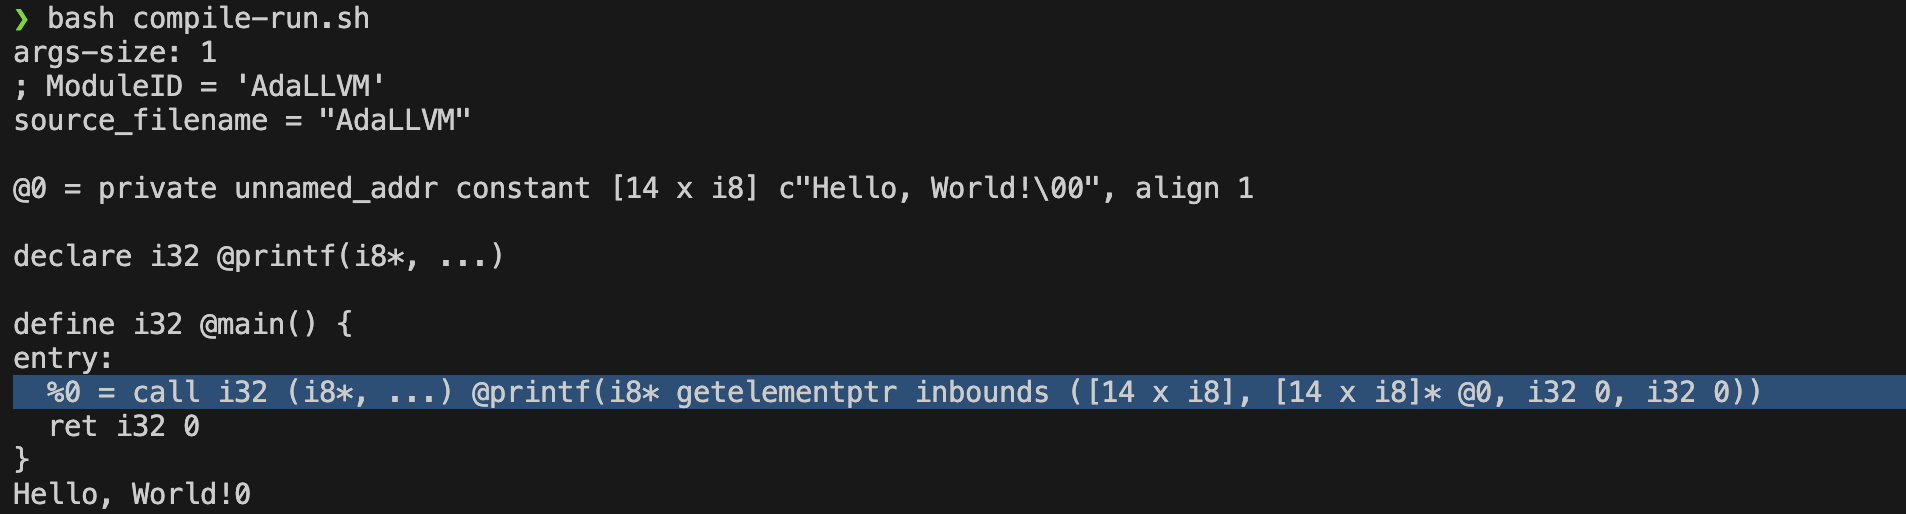 ❯ bash compile-run.sh
args-size: 1
; ModuleID = 'AdaLLVM'
source_filename = "AdaLLVM"
@0 = private unnamed_addr constant [14 x i8] c"Hello, World!\00", align 1
declare i32 @printf(i8*, ...)
define i32 @main() {
entry:
  %0 = call i32 (i8*, ...) @printf(i8* getelementptr inbounds ([14 x i8], [14 x i8]* @0, i32 0, i32 0))
  ret i32 0
}
Hello, World!0